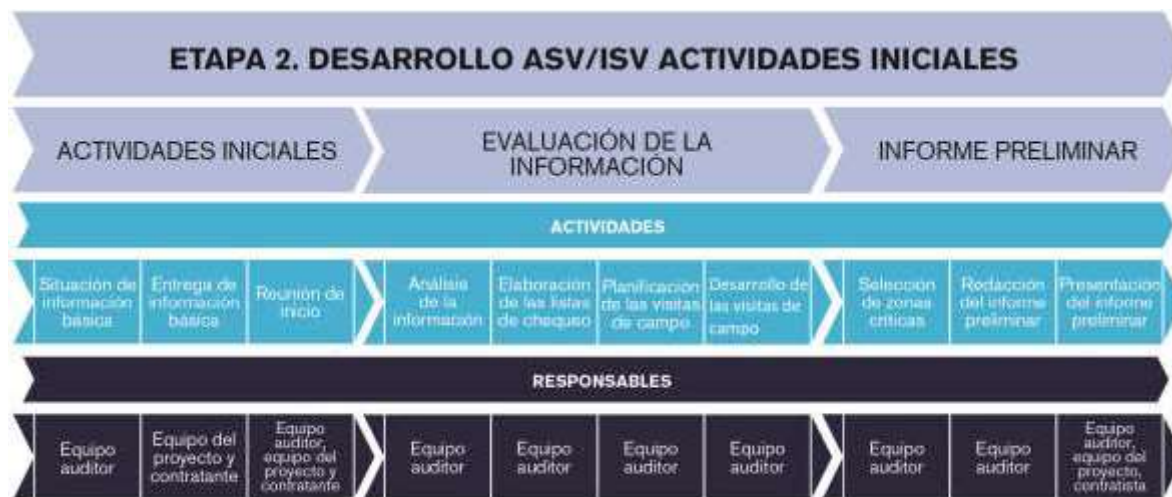 ETAPA 2. DESARROLLO ASV/ISV ACTIVIDADES INICIALES
ACTIVIDADES INICIALES
EVALUACIÓN DE LA
INFORMACIÓN
INFORME PRELIMINAR
ACTIVIDADES
Situación de
información
básica
Entrega de
información
básica
Reunión de
inicio
Análisis
de la
información
Elaboración
de las listas
de chequeo
Planificación
de las visitas
de campo
Desarrollo de
las visitas de
campo
Selección
de zonas
críticas
Redacción
del informe
preliminar
Presentación
del informe
preliminar
RESPONSABLES
Equipo
auditor
Equipo del
proyecto y
contratante
Equipo
auditor,
equipo del
proyecto y
contratante
Equipo
auditor
Equipo
auditor
Equipo
auditor
Equipo
auditor
Equipo
auditor
Equipo
auditor
Equipo
auditor,
equipo del
proyecto,
contratista